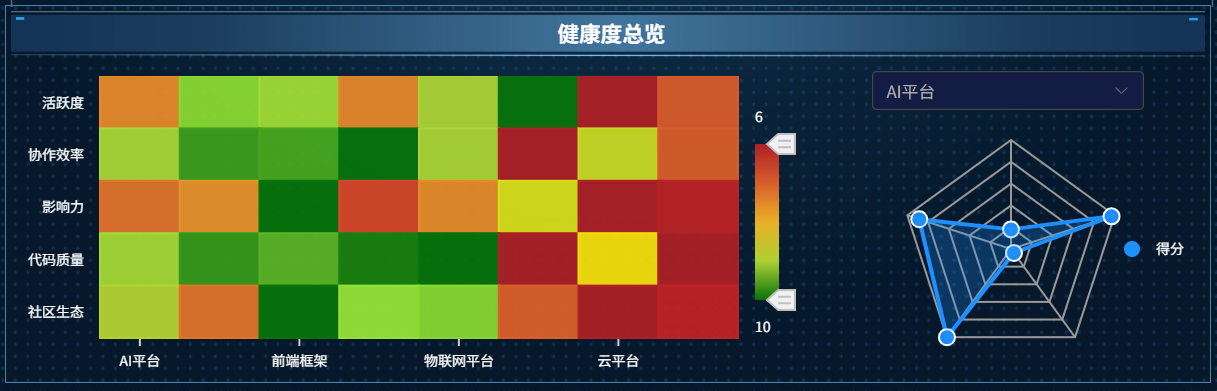 健康度总览
活跃度
协作效率
影响力
代码质量
社区生态
AI平台
前端框架
物联网平台
云平台
6
10
AI平台
得分